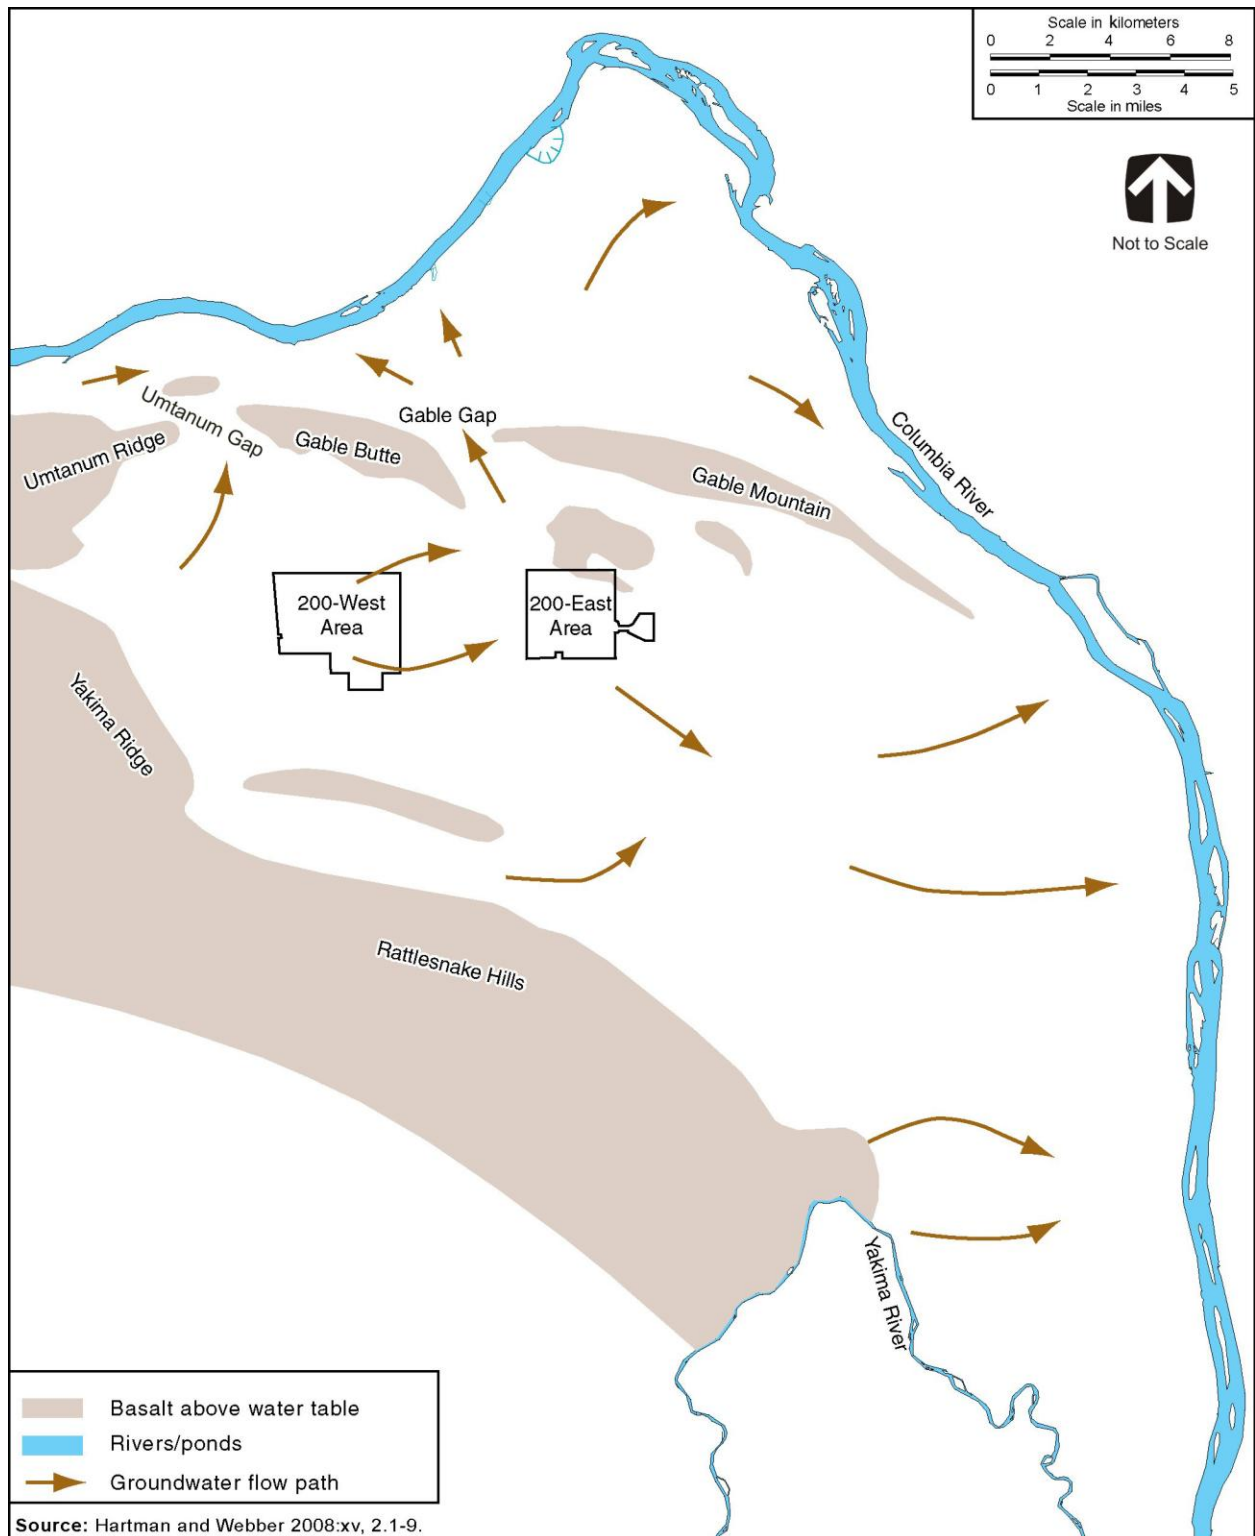 Scale in kilometers
0 2 4 6 8
0 1 2 3 4 5
Scale in miles
Not to Scale
Umtanum Gap
Gable Gap
Umtanum Ridge
Gable Butte
Gable Mountain
Columbia River
200-West
Area
200-East
Area
Yakima Ridge
Rattlesnake Hills
Yakima River
Basalt above water table
Rivers/ponds
Groundwater flow path
Source: Hartman and Webber 2008:xv, 2.1-9.